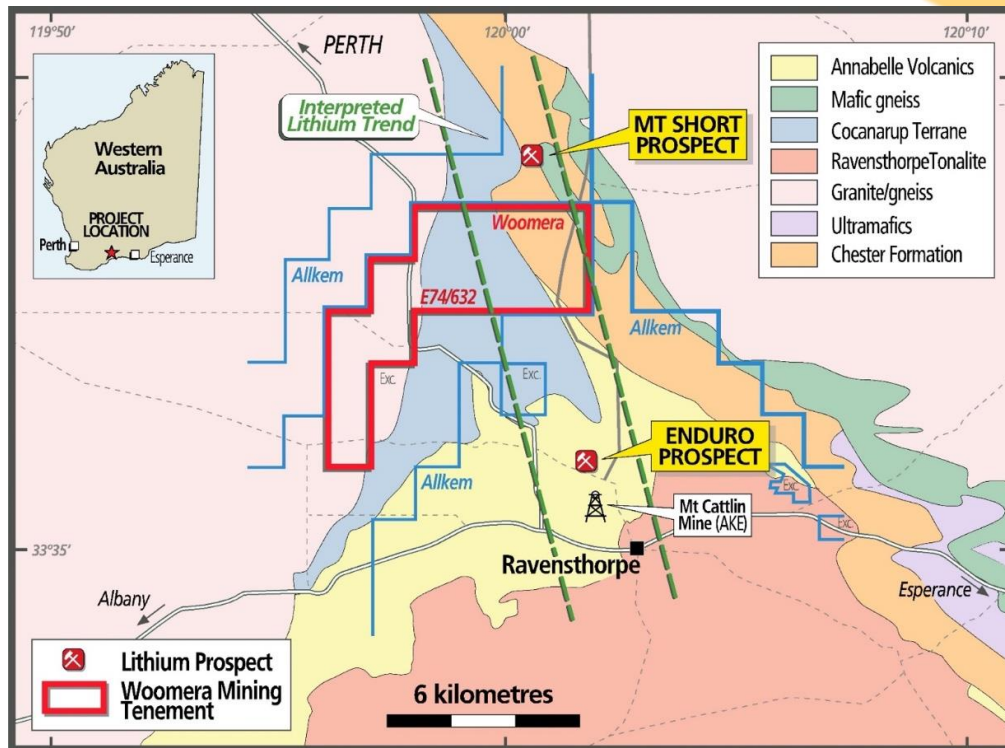 119°50'
120°00'
120°10'
PERTH
Interpreted
Lithium Trend
MT SHORT
PROSPECT
Western
Australia
PROJECT
LOCATION
Perth
Esperance
Annabelle Volcanics
Mafic gneiss
Cocanarup Terrane
RavensthorpeTonalite
Granite/gneiss
Ultramafics
Chester Formation
Woomera
Allkem
E74/632
Allkem
Exc.
Exc.
ENDURO
PROSPECT
Allkem
Exc.
Mt Cattlin
Mine (AKE)
Exc.
33°35'
Ravensthorpe
Albany
Esperance
Lithium Prospect
Woomera Mining
Tenement
6 kilometres